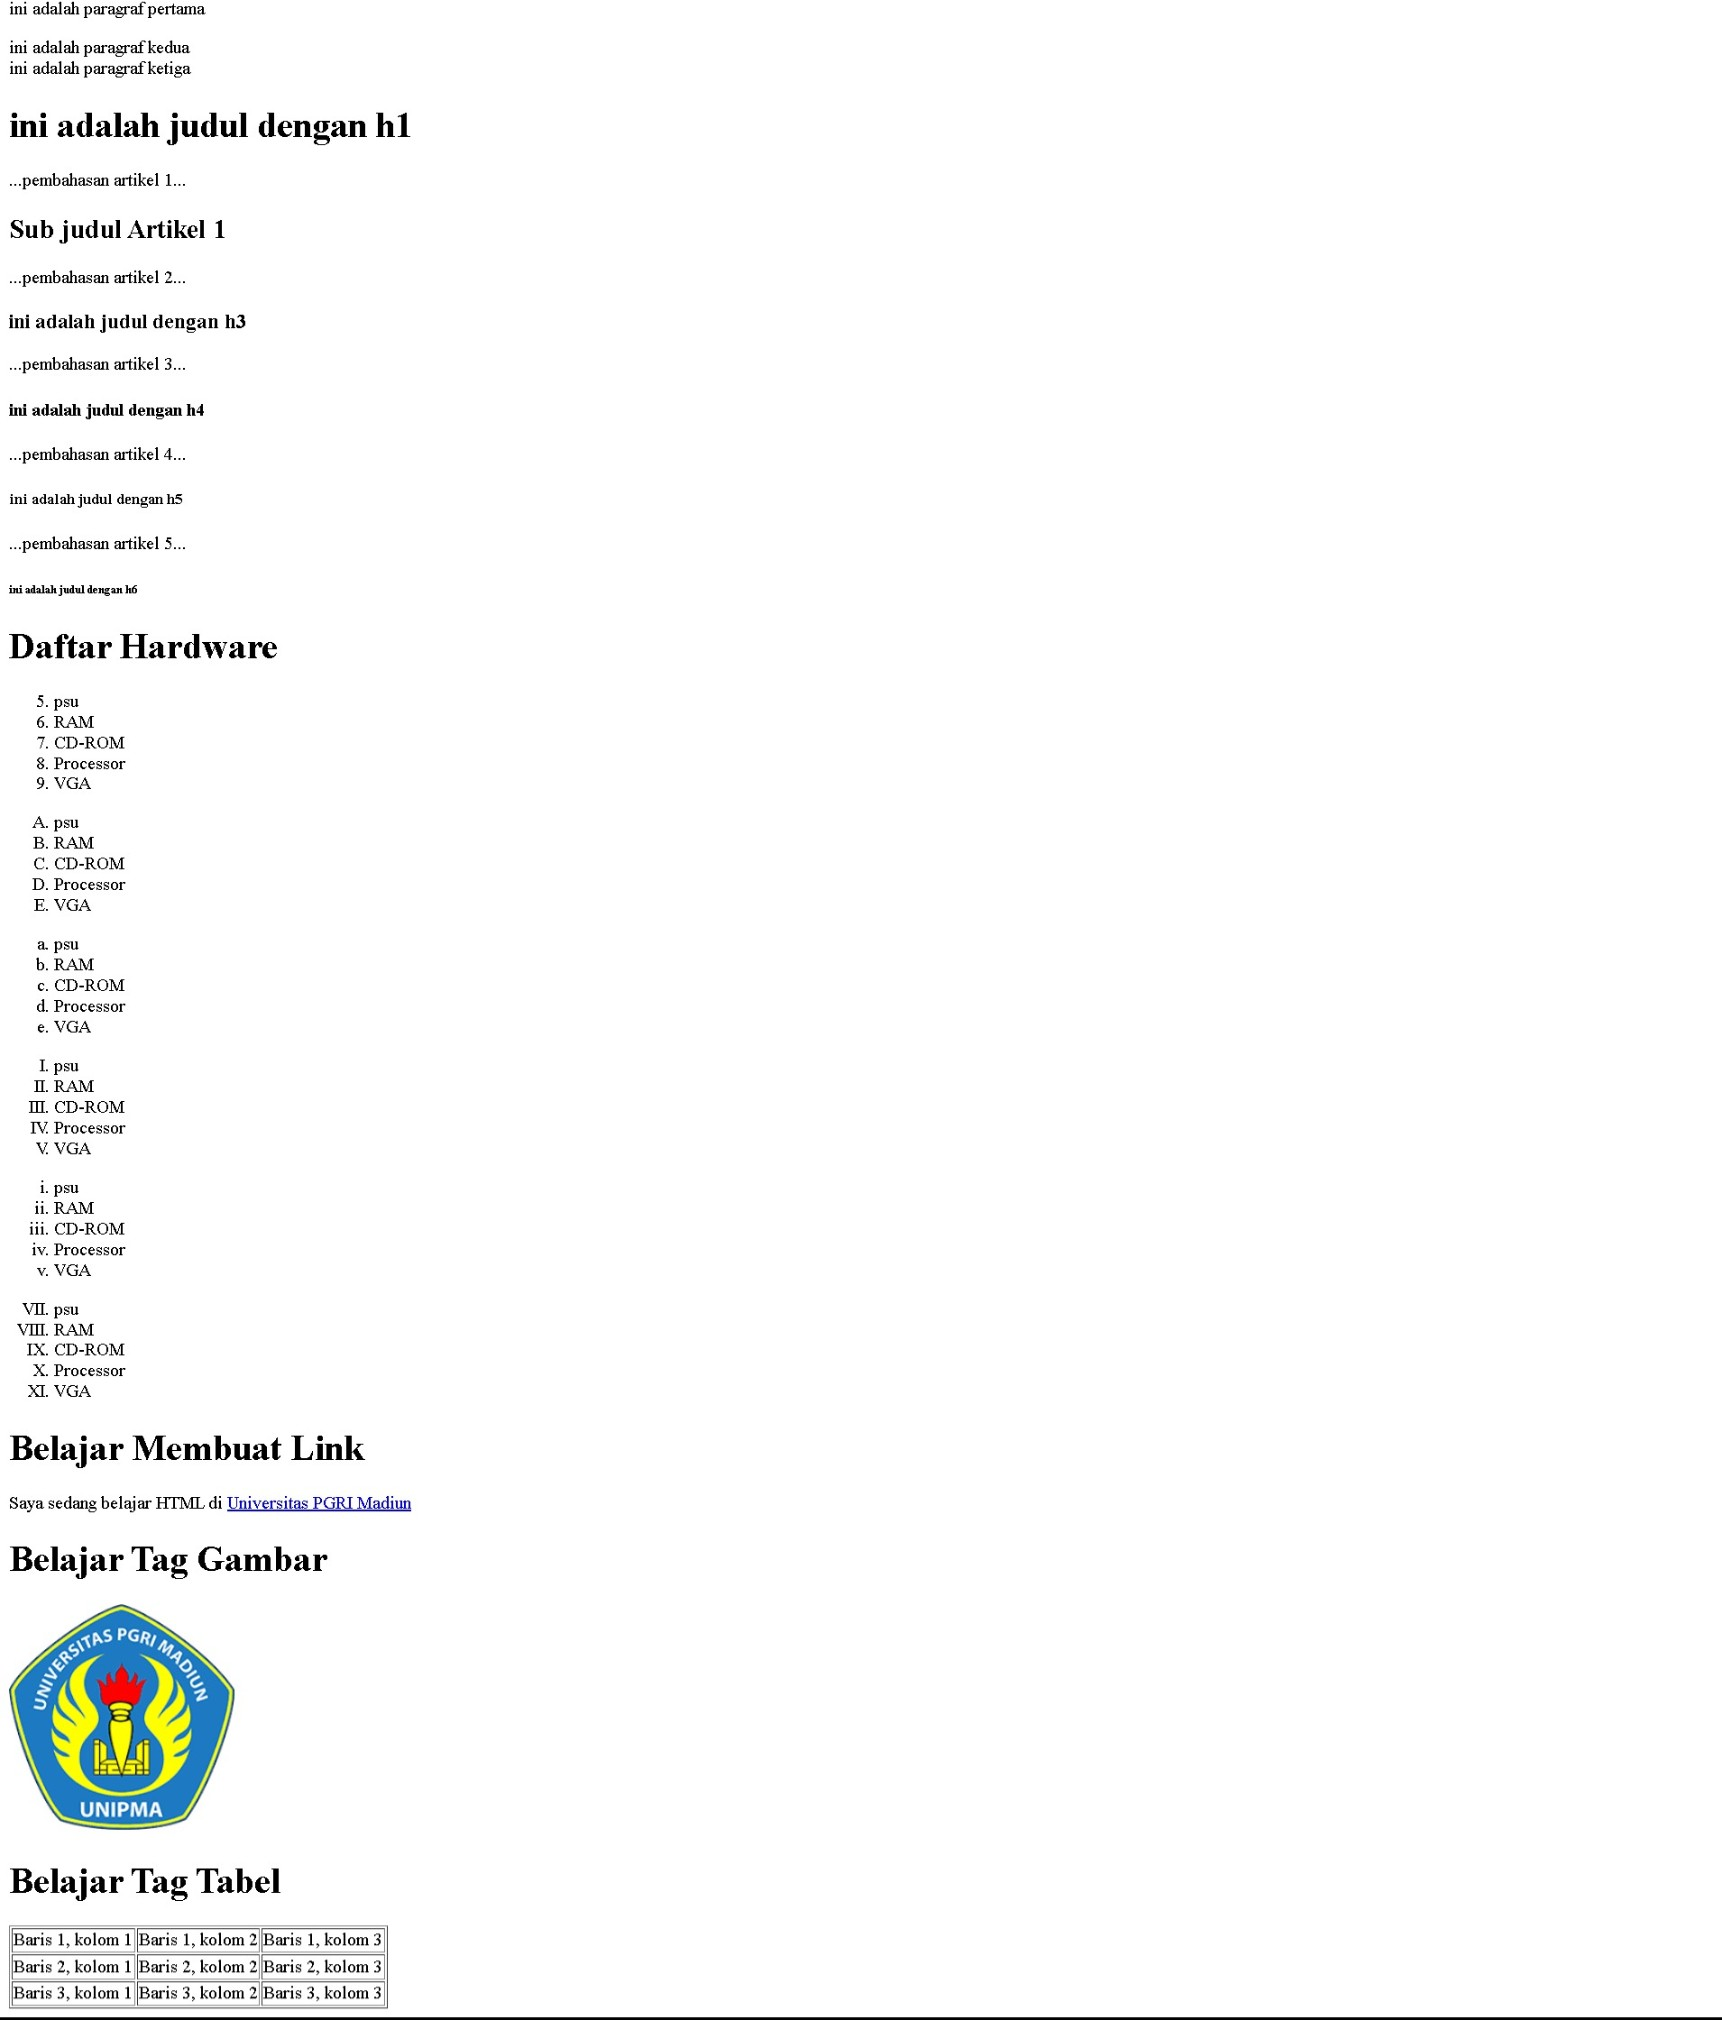 ini adalah paragraf pertama
ini adalah paragraf kedua
ini adalah paragraf ketiga
ini adalah judul dengan h1
...pembahasan artikel 1...
Sub judul Artikel 1
...pembahasan artikel 2...
ini adalah judul dengan h3
...pembahasan artikel 3...
ini adalah judul dengan h4
...pembahasan artikel 4...
ini adalah judul dengan h5
...pembahasan artikel 5...
ini adalah judul dengan h6
Daftar Hardware
5. psu
6. RAM
7. CD-ROM
8. Processor
9. VGA
A. psu
B. RAM
C. CD-ROM
D. Processor
E. VGA
a. psu
b. RAM
c. CD-ROM
d. Processor
e. VGA
I. psu
II. RAM
III. CD-ROM
IV. Processor
V. VGA
i. psu
ii. RAM
iii. CD-ROM
iv. Processor
v. VGA
VII. psu
VIII. RAM
IX. CD-ROM
X. Processor
XI. VGA
Belajar Membuat Link
Saya sedang belajar HTML di Universitas PGRI Madiun
Belajar Tag Gambar
UNIVERSITAS PGRI MADIUN
UNIPMA
Belajar Tag Tabel
Baris 1, kolom 1 Baris 1, kolom 2 Baris 1, kolom 3
Baris 2, kolom 1 Baris 2, kolom 2 Baris 2, kolom 3
Baris 3, kolom 1 Baris 3, kolom 2 Baris 3, kolom 3